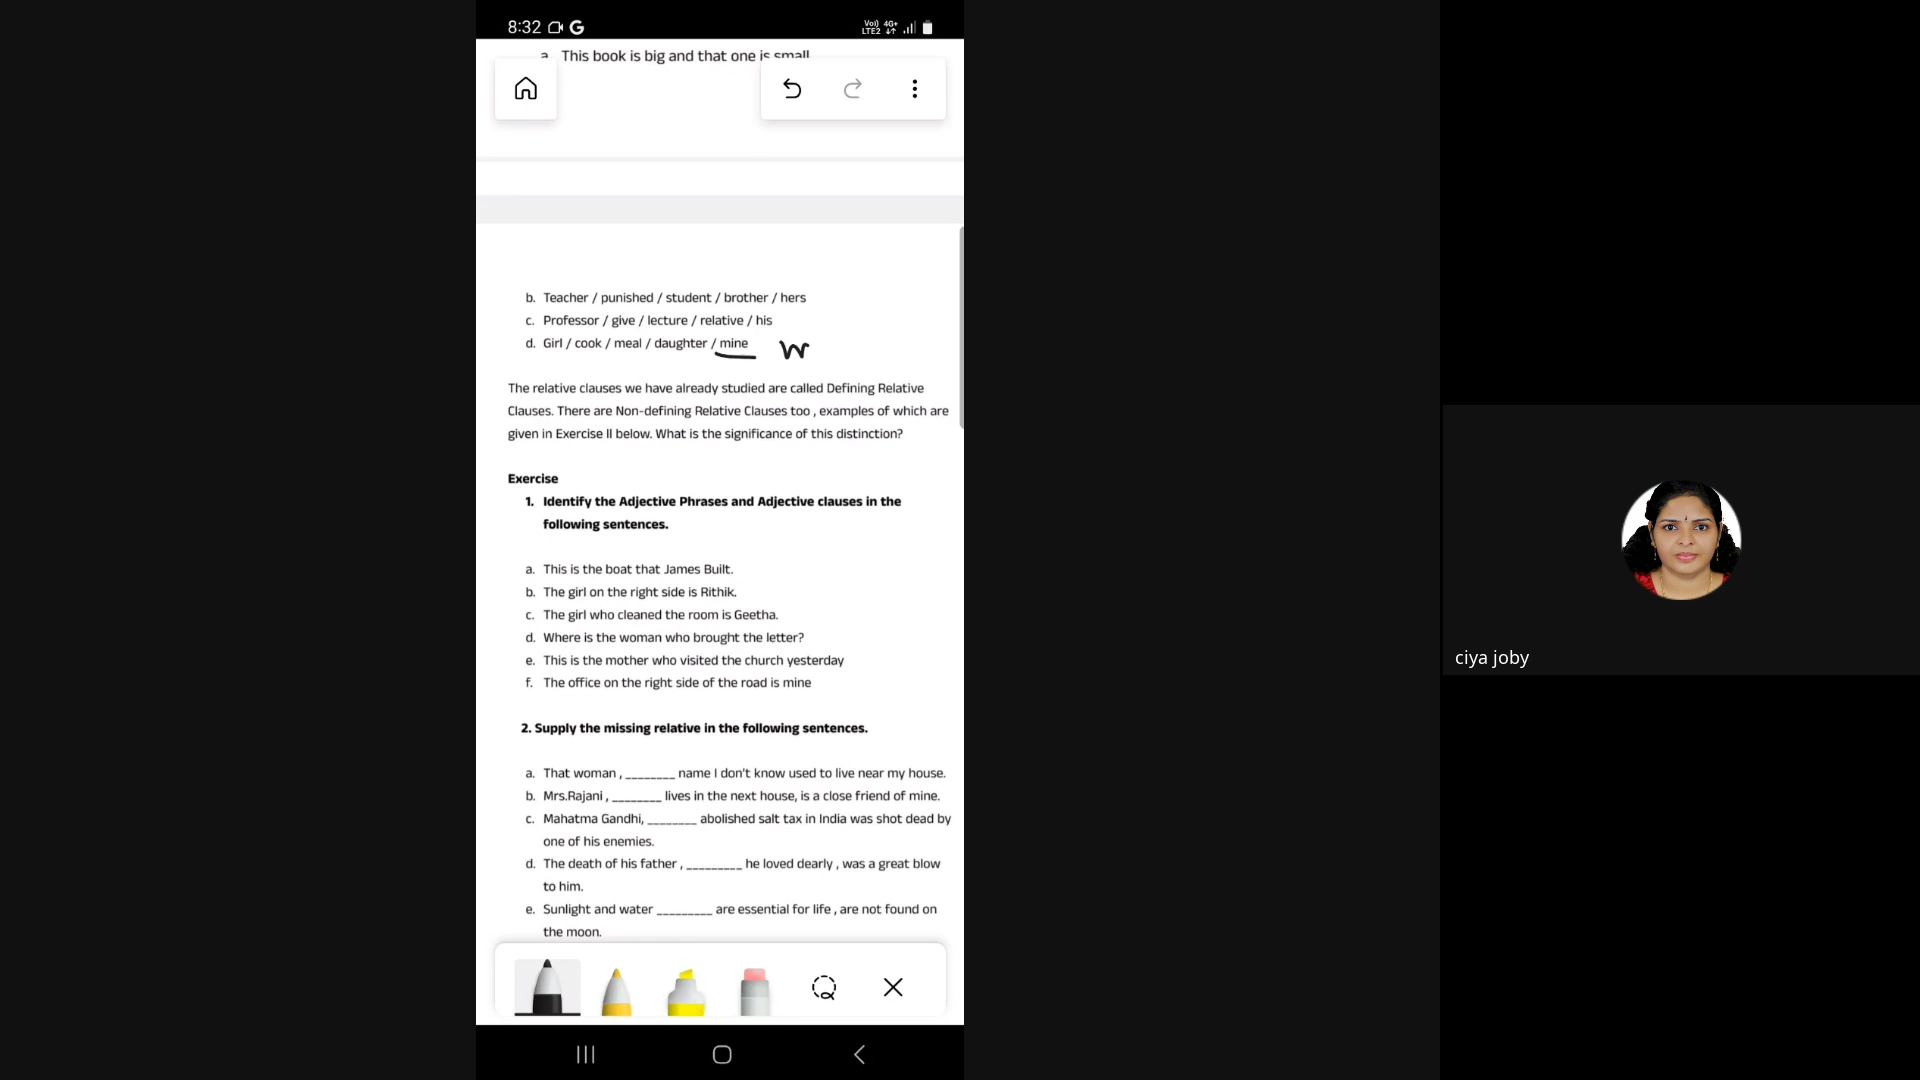 8:32 G Vo)) 4G+ LTE2
a. This book is big and that one is small
b. Teacher / punished / student / brother / hers
c. Professor / give / lecture / relative / his
d. Girl / cook / meal / daughter / mine w
The relative clauses we have already studied are called Defining Relative
Clauses. There are Non-defining Relative Clauses too , examples of which are
given in Exercise II below. What is the significance of this distinction?
Exercise
1. Identify the Adjective Phrases and Adjective clauses in the
following sentences.
a. This is the boat that James Built.
b. The girl on the right side is Rithik.
c. The girl who cleaned the room is Geetha.
d. Where is the woman who brought the letter?
e. This is the mother who visited the church yesterday
f. The office on the right side of the road is mine
2. Supply the missing relative in the following sentences.
a. That woman , ________ name I don't know used to live near my house.
b. Mrs.Rajani , ________ lives in the next house, is a close friend of mine.
c. Mahatma Gandhi, ________ abolished salt tax in India was shot dead by
one of his enemies.
d. The death of his father , _________ he loved dearly , was a great blow
to him.
e. Sunlight and water _________ are essential for life , are not found on
the moon.
ciya joby